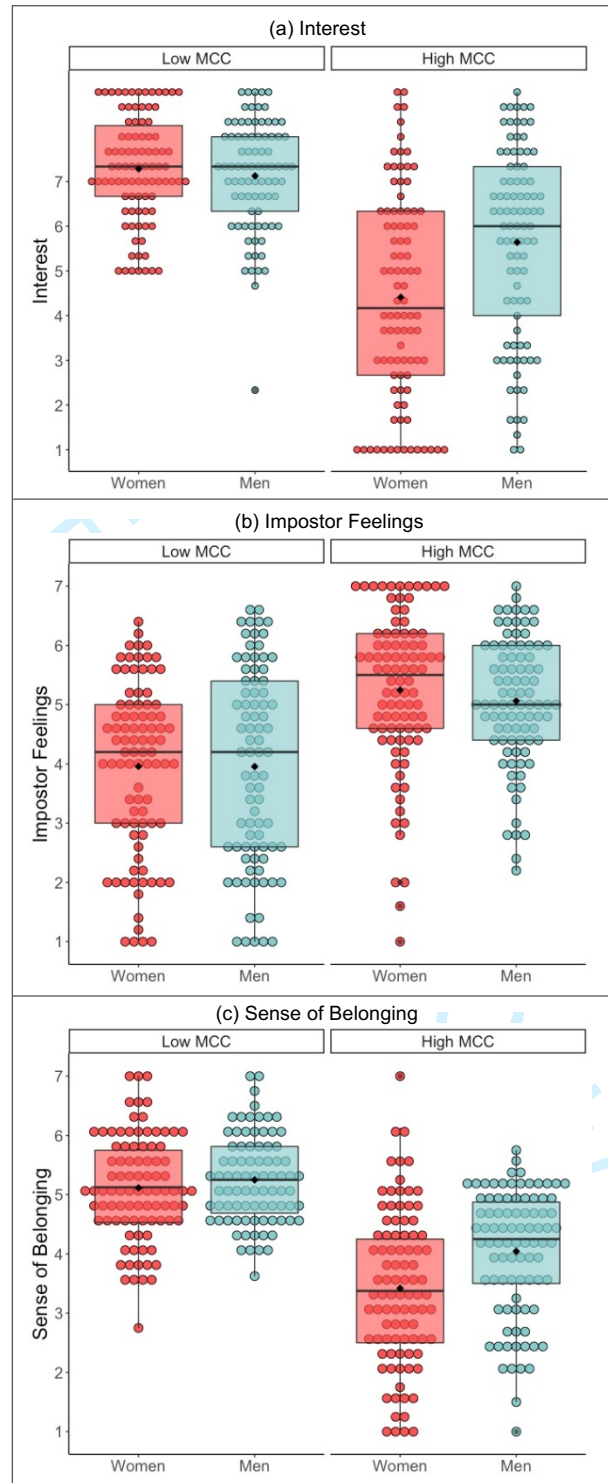 (a) Interest
Low MCC
High MCC
Interest
7
6
5
4
3
2
1
Women
Men
Women
Men
(b) Impostor Feelings
Low MCC
High MCC
Impostor Feelings
7
6
5
4
3
2
1
Women
Men
Women
Men
(c) Sense of Belonging
Low MCC
High MCC
Sense of Belonging
7
6
5
4
3
2
1
Women
Men
Women
Men